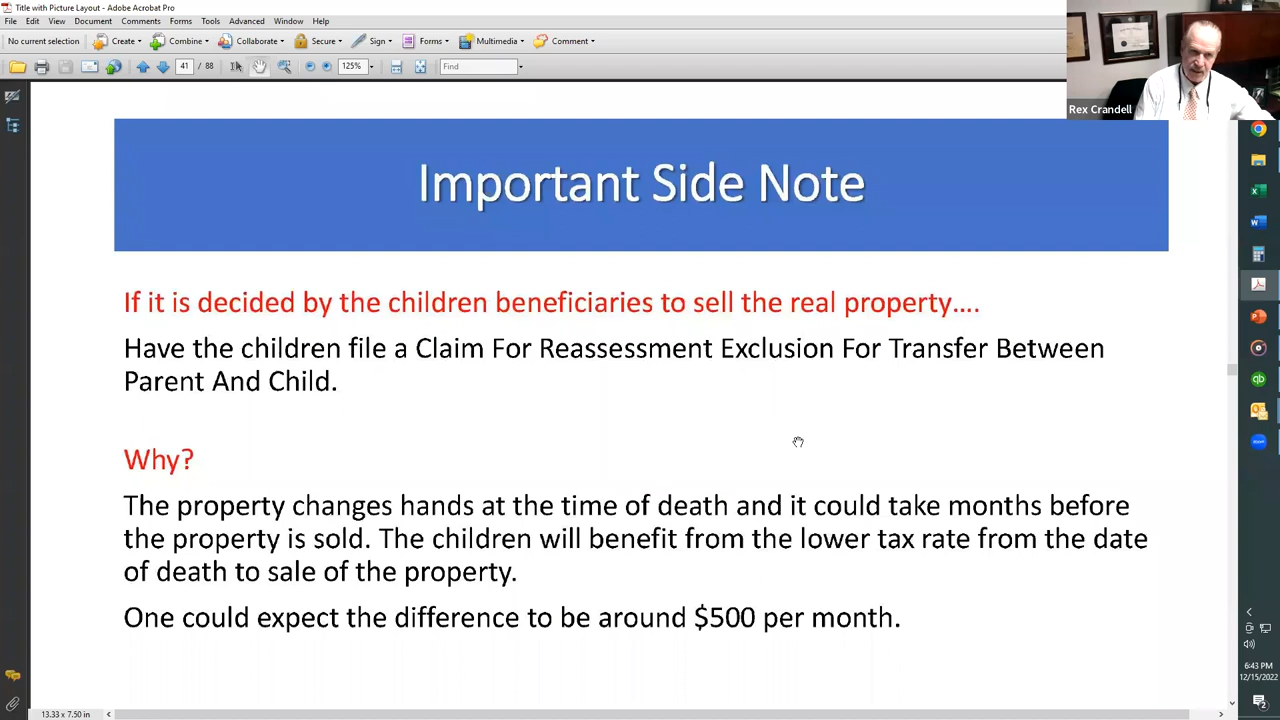 Title with Picture Layout - Adobe Acrobat Pro
File Edit View Document Comments Forms Tools Advanced Window Help
No current selection Create Combine Collaborate Secure Sign Forms Multimedia Comment
41 / 88 125% Find
Rex Crandell
Important Side Note
If it is decided by the children beneficiaries to sell the real property....
Have the children file a Claim For Reassessment Exclusion For Transfer Between
Parent And Child.
Why?
The property changes hands at the time of death and it could take months before
the property is sold. The children will benefit from the lower tax rate from the date
of death to sale of the property.
One could expect the difference to be around $500 per month.
6:43 PM
12/15/2022
2
13.33 x 7.50 in